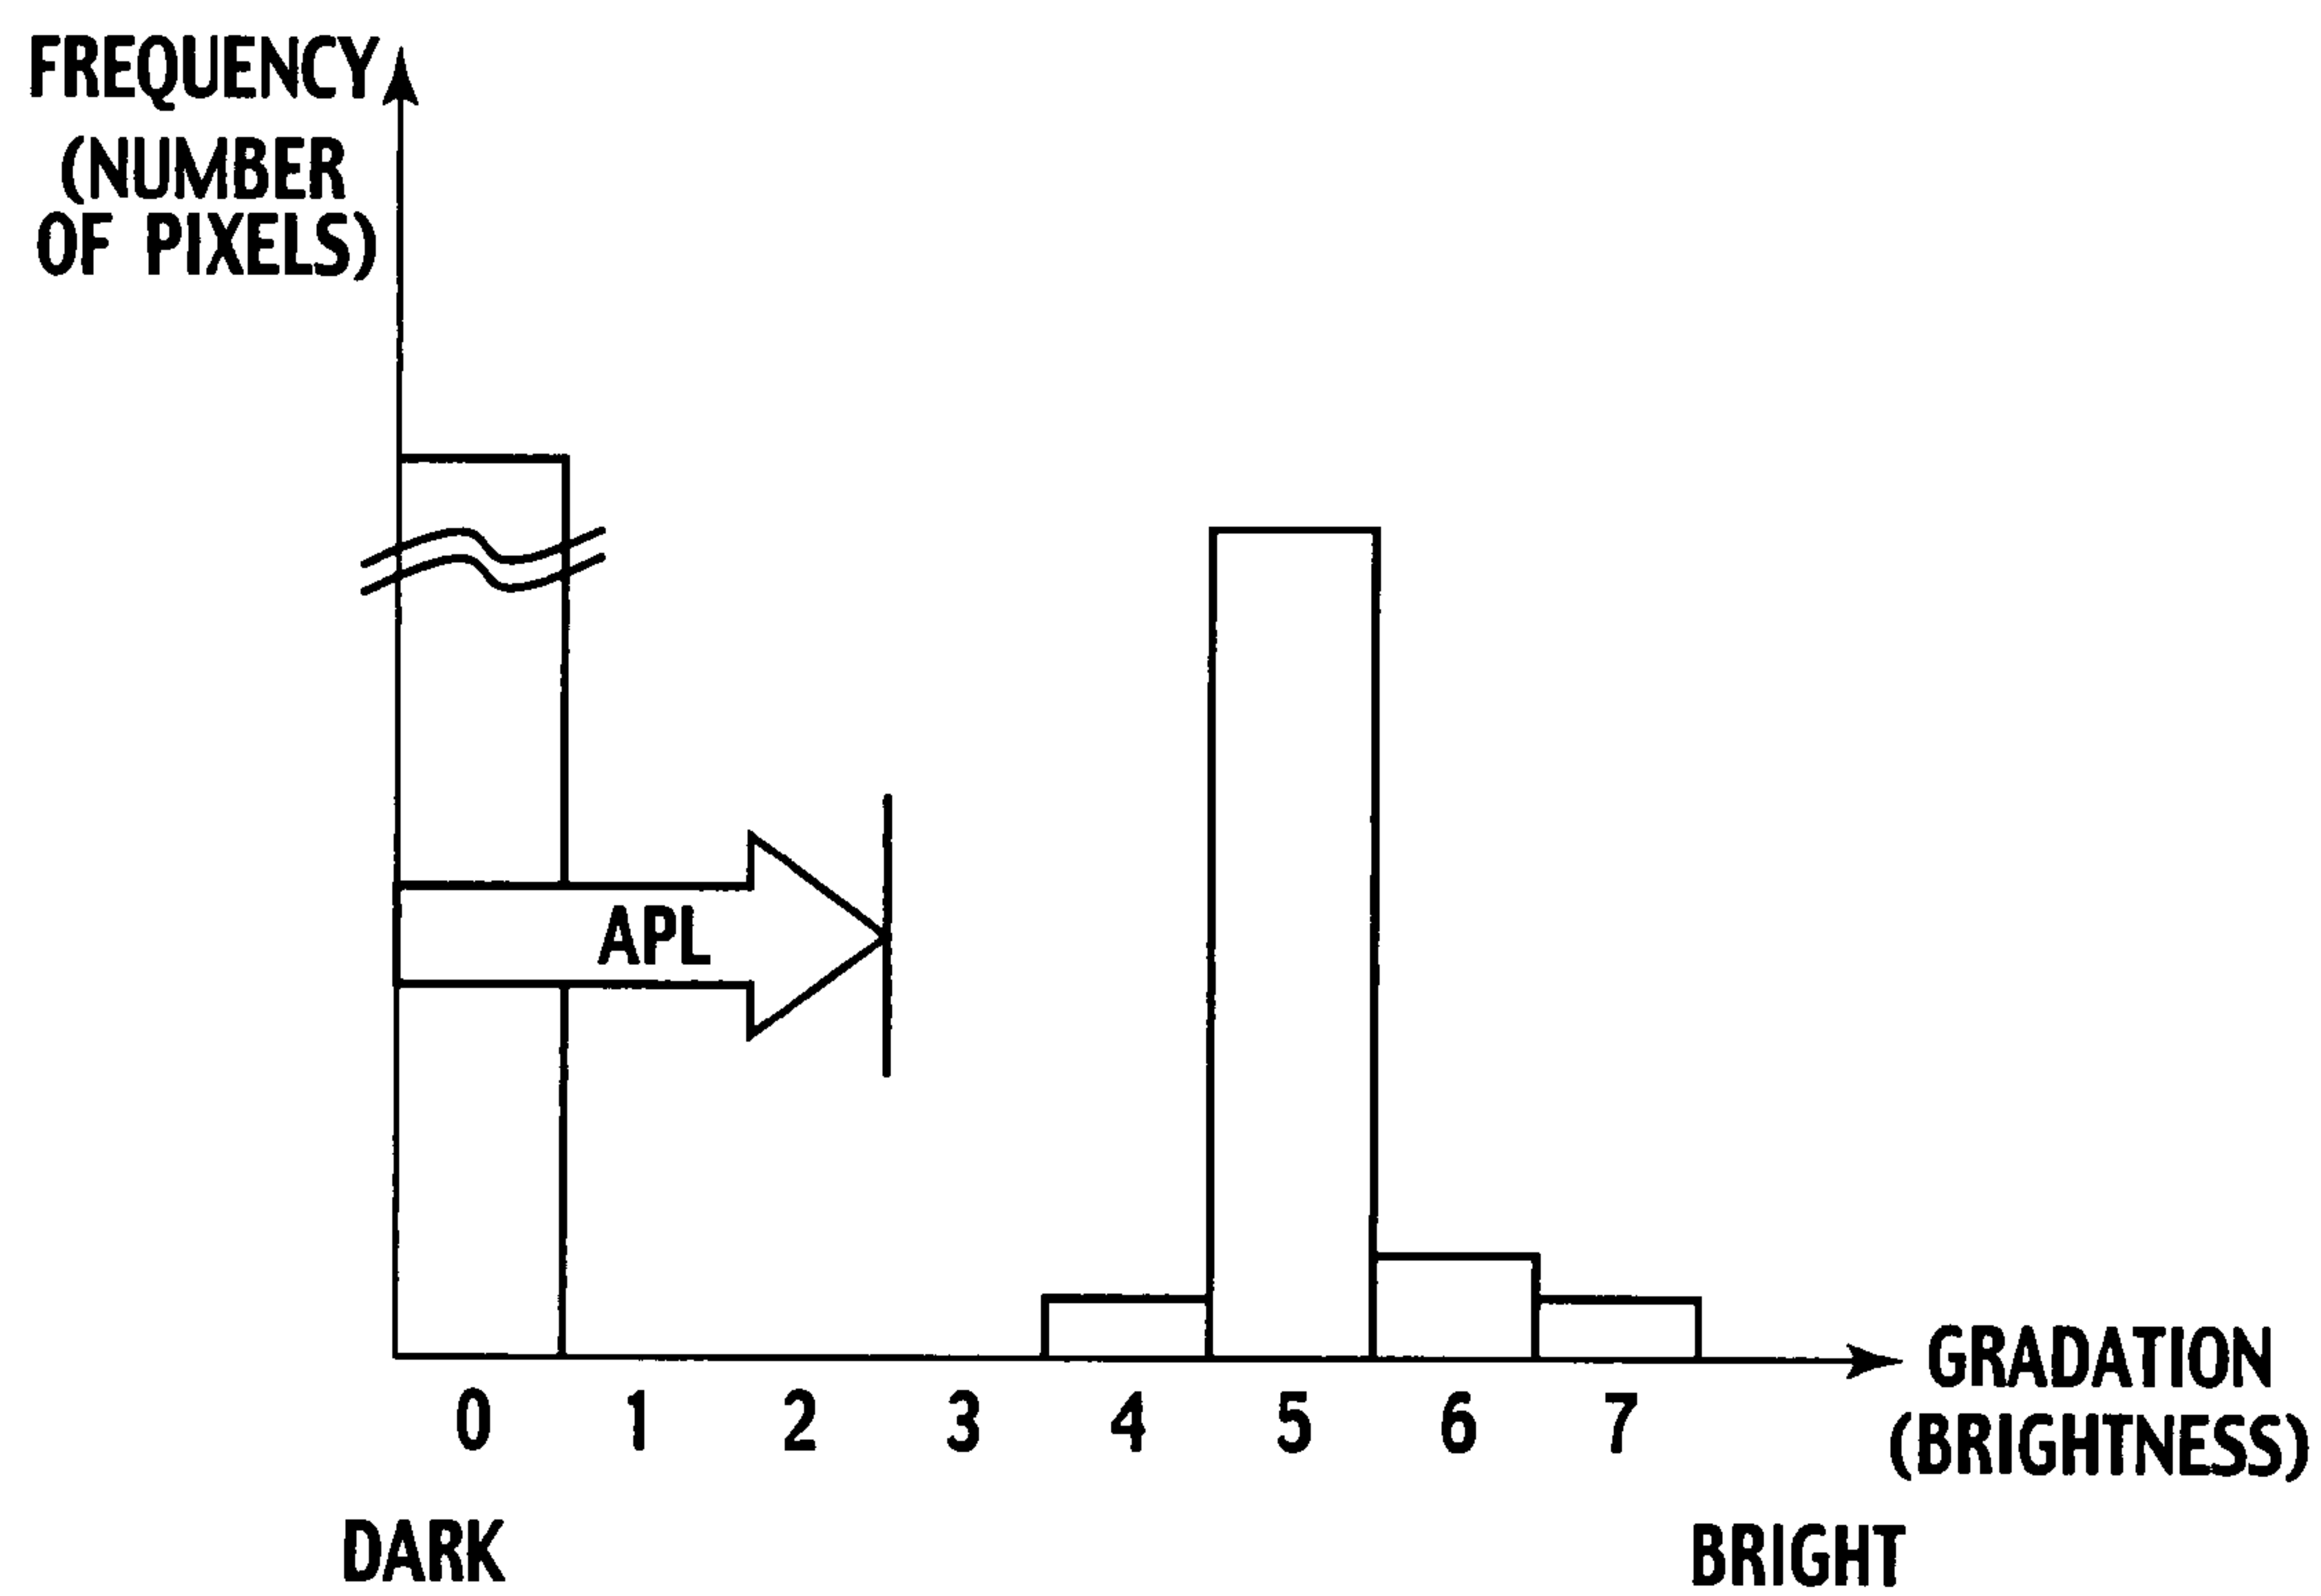 FREQUENCY
(NUMBER
OF PIXELS)
APL
0 1 2 3 4 5 6 7
GRADATION
(BRIGHTNESS)
DARK
BRIGHT